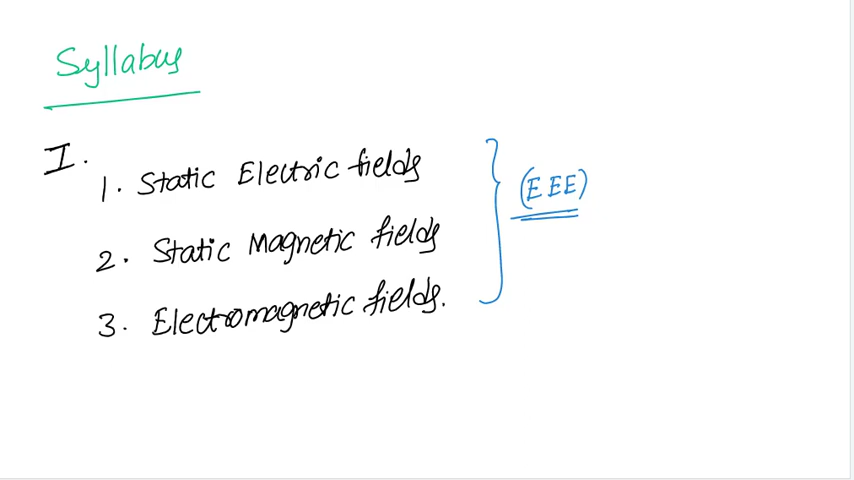 Syllabus
I.
1. Static Electric fields
2. Static Magnetic fields
3. Electromagnetic fields.
(EEE)